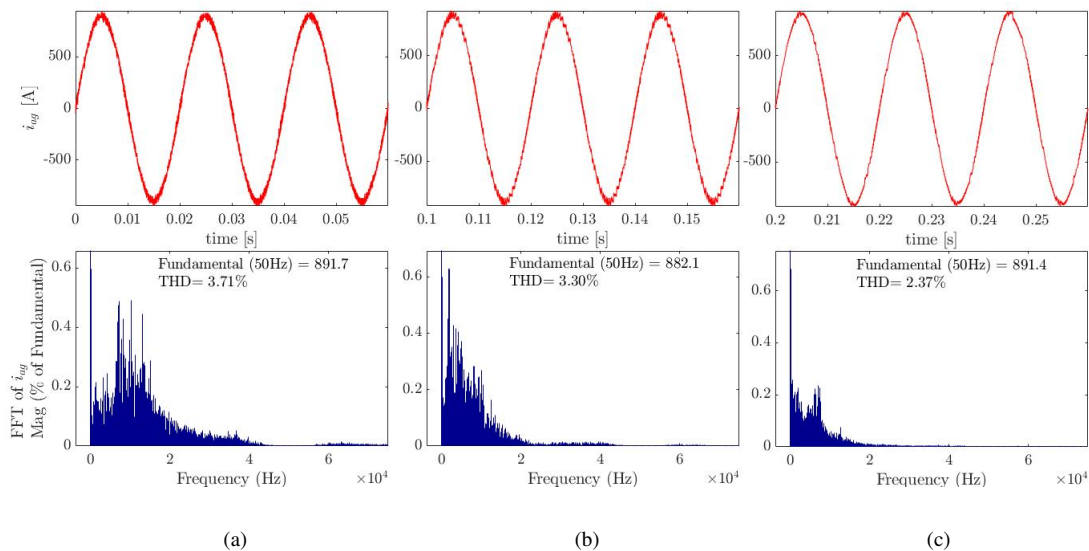 500
0
-500
i_ag [A]
0 0.01 0.02 0.03 0.04 0.05
time [s]
0.1 0.11 0.12 0.13 0.14 0.15
time [s]
500
0
-500
0.2 0.21 0.22 0.23 0.24 0.25
time [s]
FFT of i_ag
Mag (% of Fundamental)
0.6
0.4
0.2
0
Fundamental (50Hz) = 891.7
THD= 3.71%
0 2 4 6
Frequency (Hz)
×10^4
0.6
0.4
0.2
0
Fundamental (50Hz) = 882.1
THD= 3.30%
0 2 4 6
Frequency (Hz)
×10^4
0.6
0.4
0.2
0
Fundamental (50Hz) = 891.4
THD= 2.37%
0 2 4 6
Frequency (Hz)
×10^4
(a)
(b)
(c)